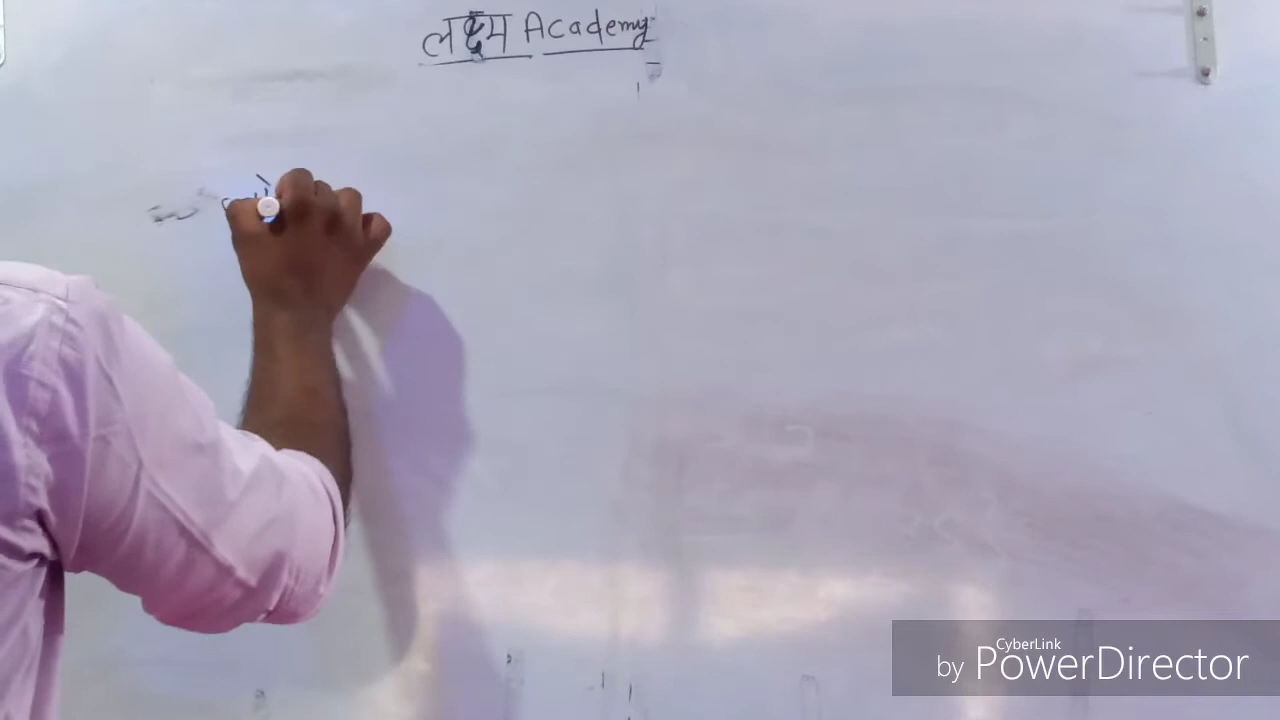 लक्ष्य Academy
CyberLink
by PowerDirector